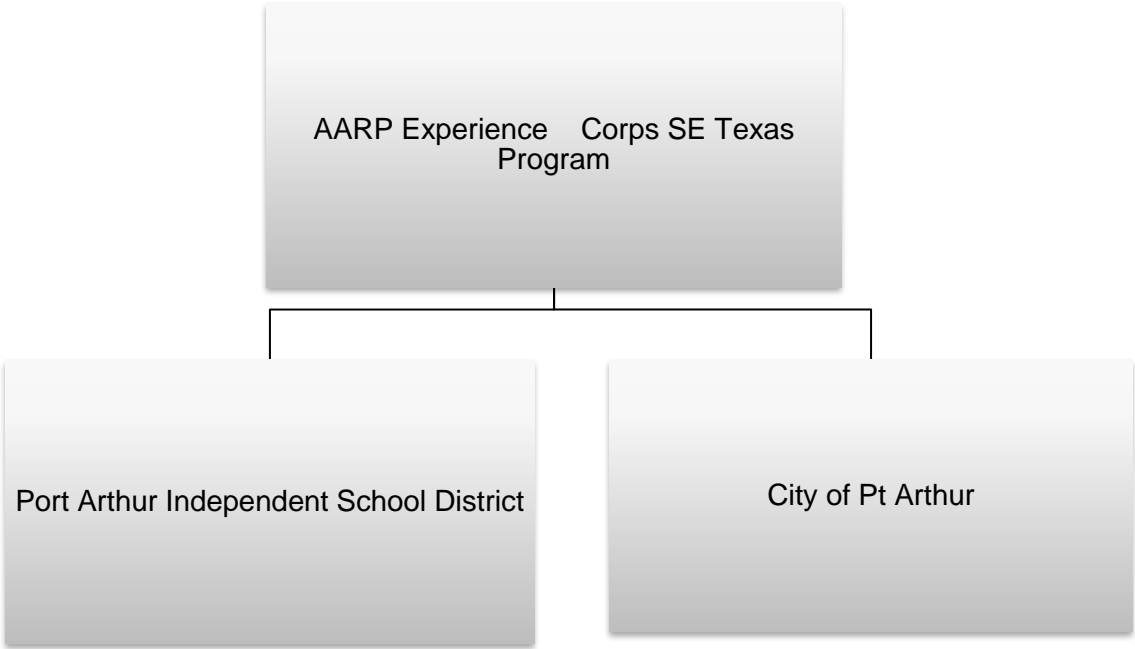 AARP Experience Corps SE Texas
Program
Port Arthur Independent School District
City of Pt Arthur